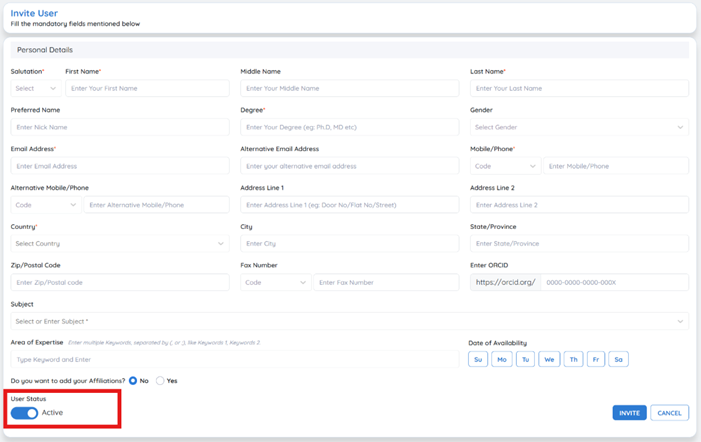 Invite User
Fill the mandatory fields mentioned below
Personal Details
Salutation* First Name* Middle Name Last Name*
Select Enter Your First Name Enter Your Middle Name Enter Your Last Name
Preferred Name Degree* Gender
Enter Nick Name Enter Your Degree (eg: Ph.D, MD etc) Select Gender
Email Address* Alternative Email Address Mobile/Phone*
Enter Email Address Enter your alternative email address Code Enter Mobile/Phone
Alternative Mobile/Phone Address Line 1 Address Line 2
Code Enter Alternative Mobile/Phone Enter Address Line 1 (eg: Door No/Flat No/Street) Enter Address Line 2
Country* City State/Province
Select Country Enter City Enter State/Province
Zip/Postal Code Fax Number Enter ORCID
Enter Zip/Postal code Code Enter Fax Number https://orcid.org/ 0000-0000-0000-000X
Subject
Select or Enter Subject *
Area of Expertise Enter multiple Keywords, separated by (, or ;), like Keywords 1, Keywords 2. Date of Availability
Type Keyword and Enter Su Mo Tu We Th Fr Sa
Do you want to add your Affiliations? No Yes
User Status
Active INVITE CANCEL